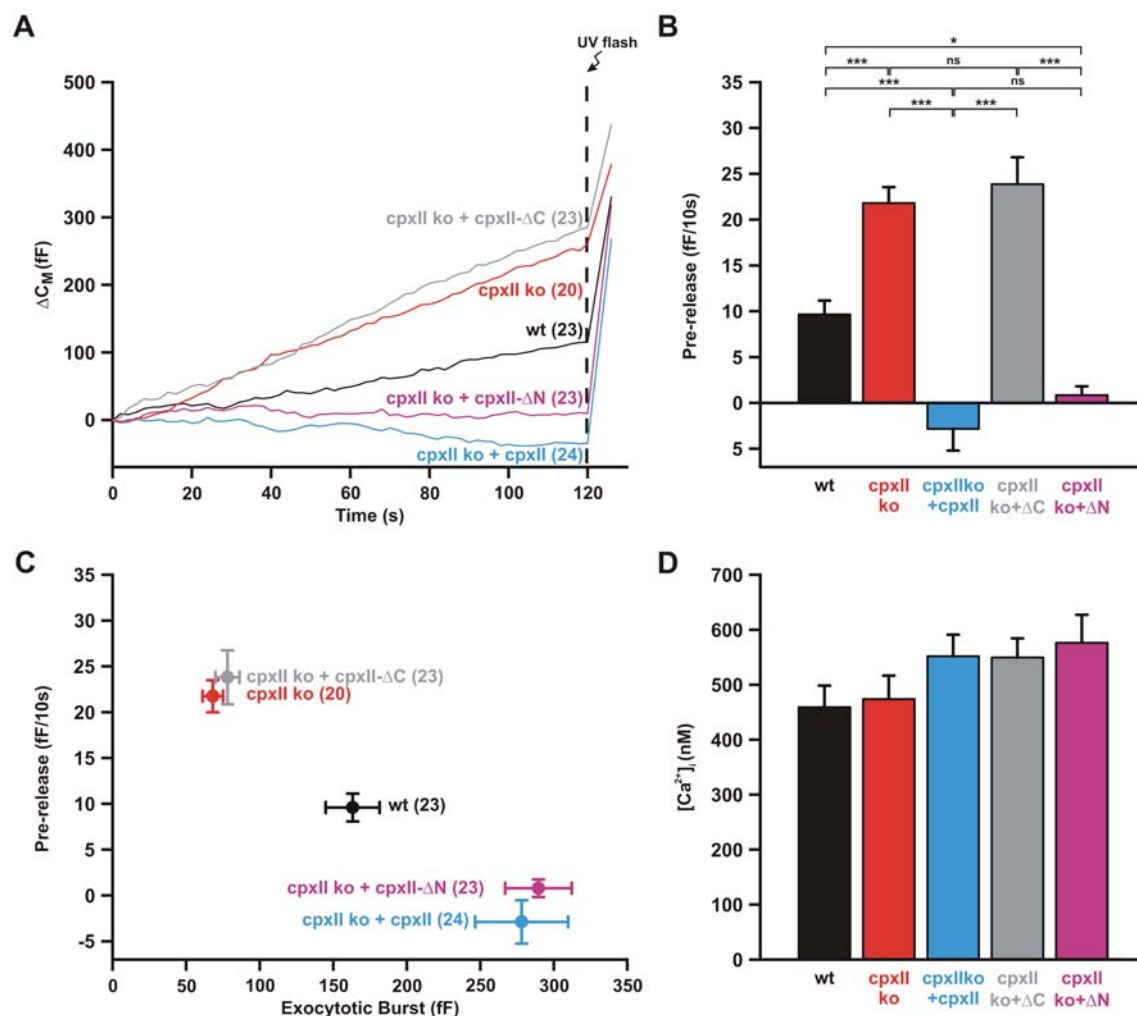 A
UV flash
500
400
300
200
100
0
ΔC_M (fF)
cpxII ko + cpxII-ΔC (23)
cpxII ko (20)
wt (23)
cpxII ko + cpxII-ΔN (23)
cpxII ko + cpxII (24)
0 20 40 60 80 100 120
Time (s)
B
*
*** ns ***
*** ns
*** ***
35
30
25
20
15
10
5
0
5
Pre-release (fF/10s)
wt
cpxII
ko
cpxIIko
+cpxII
cpxII
ko+ΔC
cpxII
ko+ΔN
C
35
30
25
20
15
10
5
0
-5
Pre-release (fF/10s)
cpxII ko + cpxII-ΔC (23)
cpxII ko (20)
wt (23)
cpxII ko + cpxII-ΔN (23)
cpxII ko + cpxII (24)
0 50 100 150 200 250 300 350
Exocytotic Burst (fF)
D
700
600
500
400
300
200
100
0
[Ca²⁺]ᵢ (nM)
wt
cpxII
ko
cpxIIko
+cpxII
cpxII
ko+ΔC
cpxII
ko+ΔN